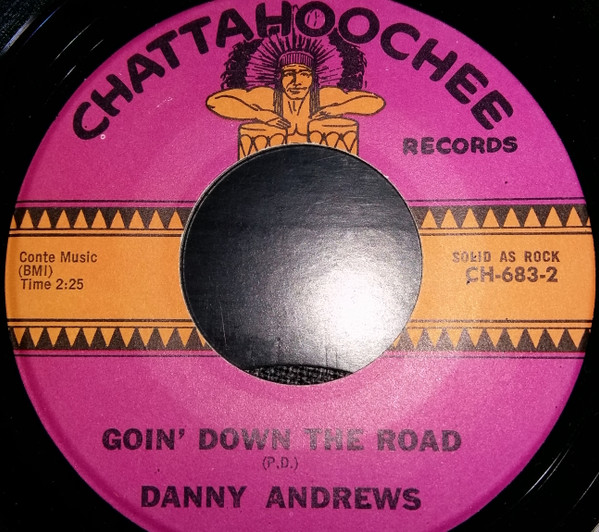 CHATTAHOOCHEE
RECORDS
Conte Music
(BMI)
Time 2:25
SOLID AS ROCK
CH-683-2
GOIN' DOWN THE ROAD
(P.D.)
DANNY ANDREWS